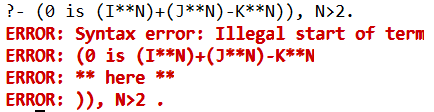 ?- (0 is (I**N)+(J**N)-K**N)), N>2.
ERROR: Syntax error: Illegal start of term
ERROR: (0 is (I**N)+(J**N)-K**N
ERROR: ** here **
ERROR: )), N>2 .